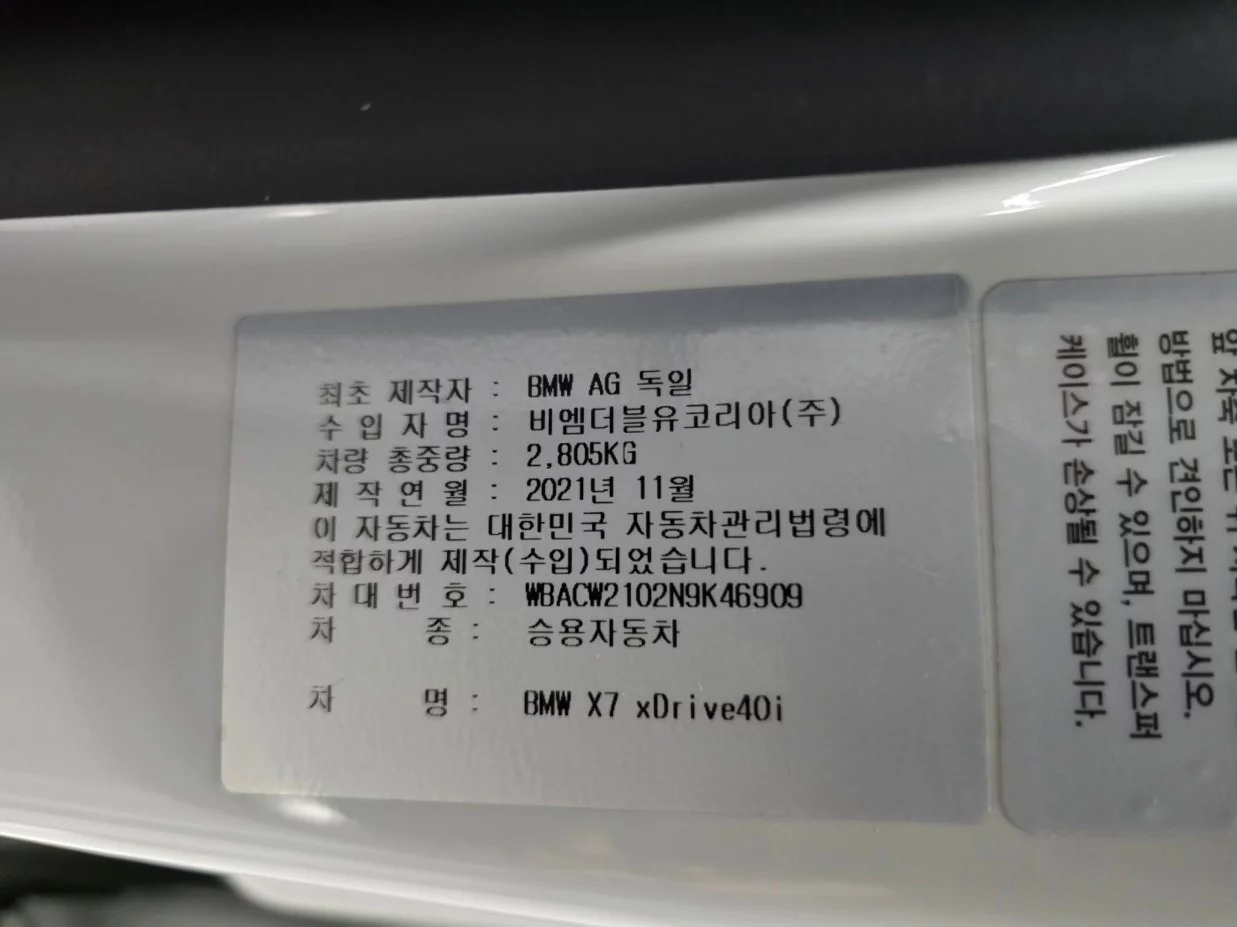 최초 제작자 : BMW AG 독일
수 입 자 명 : 비엠더블유코리아(주)
차량 총중량 : 2,805KG
제 작 연 월 : 2021년 11월
이 자동차는 대한민국 자동차관리법령에
적합하게 제작(수입)되었습니다.
차 대 번 호 : WBACW2102N9K46909
차 종 : 승용자동차
차 명 : BMW X7 xDrive40i
방법으로 견인하지 마십시오.
휠이 잠길 수 있으며, 트랜스퍼
케이스가 손상될 수 있습니다.